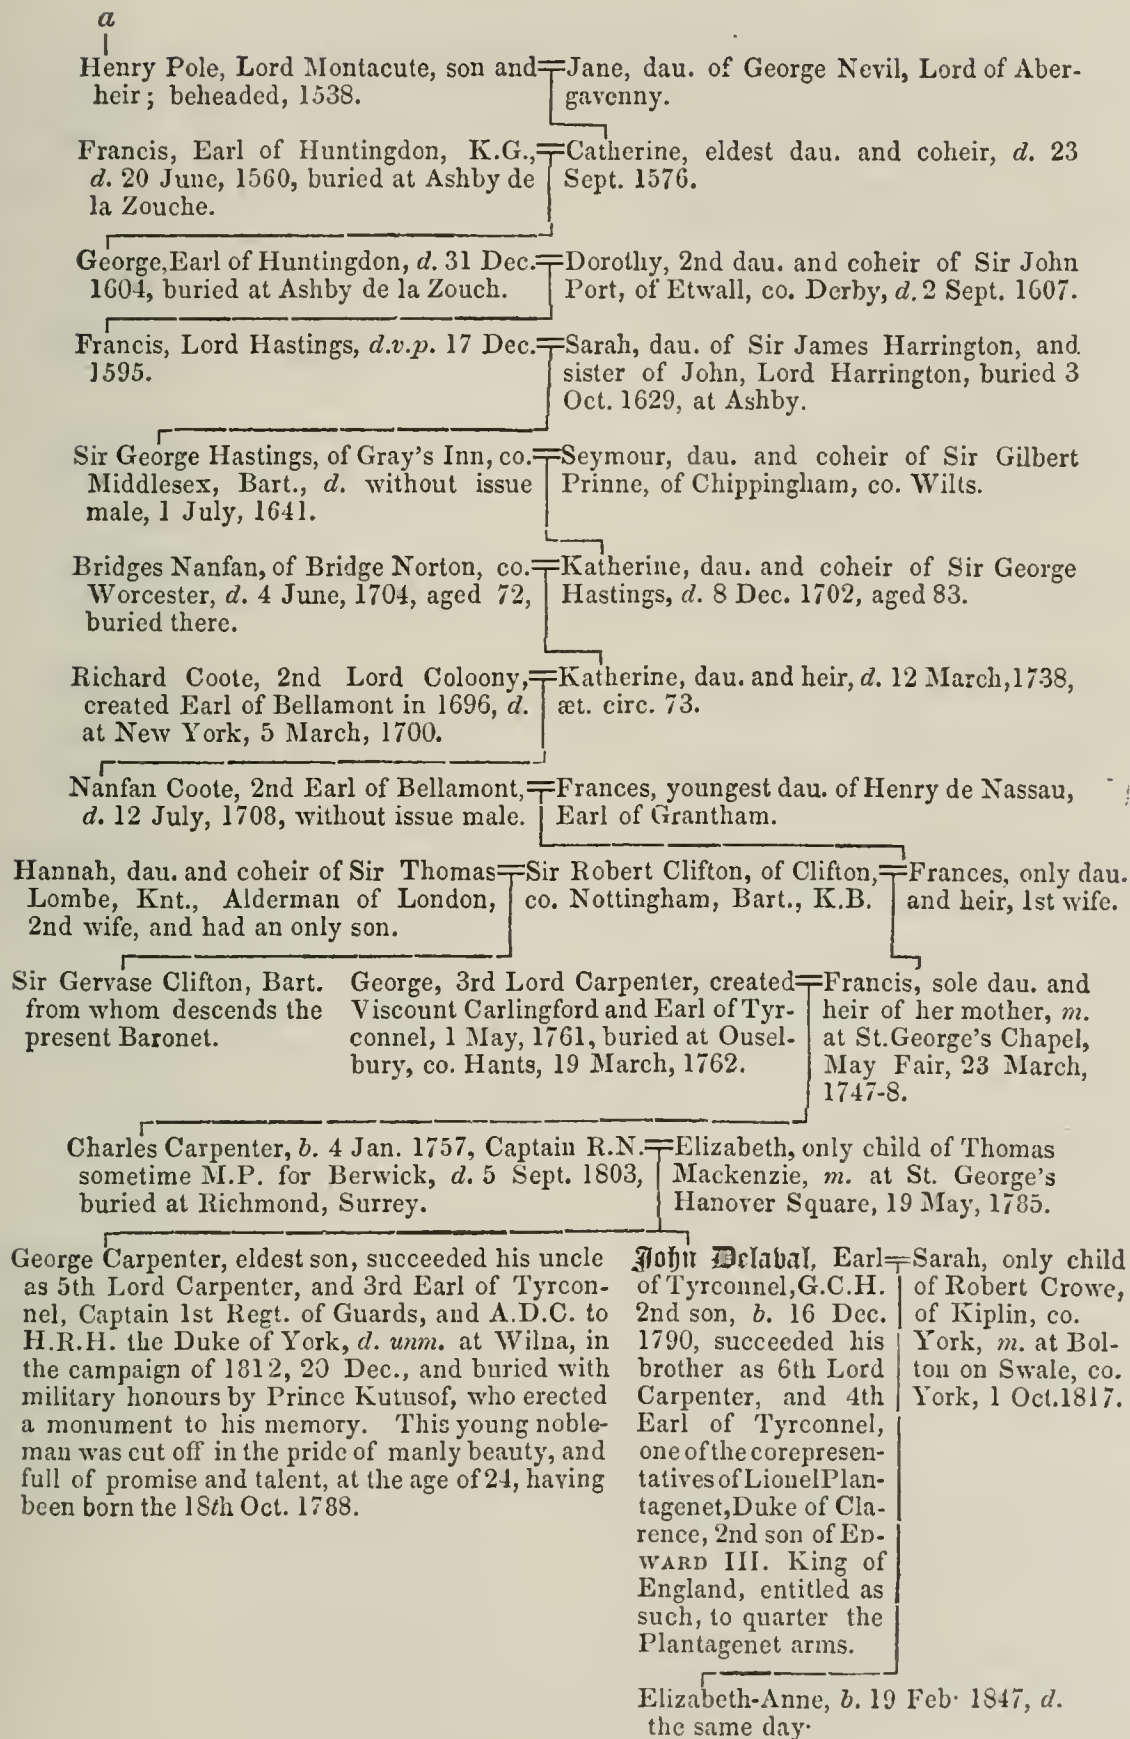 a
Henry Pole, Lord Montacute, son and
heir; beheaded, 1538.
Jane, dau. of George Nevil, Lord of Aber-
gavenny.
Francis, Earl of Huntingdon, K.G.,
d. 20 June, 1560, buried at Ashby de
la Zouche.
Catherine, eldest dau. and coheir, d. 23
Sept. 1576.
George, Earl of Huntingdon, d. 31 Dec.
1604, buried at Ashby de la Zouch.
Dorothy, 2nd dau. and coheir of Sir John
Port, of Etwall, co. Derby, d. 2 Sept. 1607.
Francis, Lord Hastings, d.v.p. 17 Dec.
1595.
Sarah, dau. of Sir James Harrington, and
sister of John, Lord Harrington, buried 3
Oct. 1629, at Ashby.
Sir George Hastings, of Gray's Inn, co.
Middlesex, Bart., d. without issue
male, 1 July, 1641.
Seymour, dau. and coheir of Sir Gilbert
Prinne, of Chippingham, co. Wilts.
Bridges Nanfan, of Bridge Norton, co.
Worcester, d. 4 June, 1704, aged 72,
buried there.
Katherine, dau. and coheir of Sir George
Hastings, d. 8 Dec. 1702, aged 83.
Richard Coote, 2nd Lord Coloony,
created Earl of Bellamont in 1696, d.
at New York, 5 March, 1700.
Katherine, dau. and heir, d. 12 March, 1738,
æt. circ. 73.
Nanfan Coote, 2nd Earl of Bellamont,
d. 12 July, 1708, without issue male.
Frances, youngest dau. of Henry de Nassau,
Earl of Grantham.
Hannah, dau. and coheir of Sir Thomas
Lombe, Knt., Alderman of London,
2nd wife, and had an only son.
Sir Robert Clifton, of Clifton,
co. Nottingham, Bart., K.B.
Frances, only dau.
and heir, 1st wife.
Sir Gervase Clifton, Bart.
from whom descends the
present Baronet.
George, 3rd Lord Carpenter, created
Viscount Carlingford and Earl of Tyr-
connel, 1 May, 1761, buried at Ousel-
bury, co. Hants, 19 March, 1762.
Francis, sole dau. and
heir of her mother, m.
at St. George's Chapel,
May Fair, 23 March,
1747-8.
Charles Carpenter, b. 4 Jan. 1757, Captain R.N.
sometime M.P. for Berwick, d. 5 Sept. 1803,
buried at Richmond, Surrey.
Elizabeth, only child of Thomas
Mackenzie, m. at St. George's
Hanover Square, 19 May, 1785.
George Carpenter, eldest son, succeeded his uncle
as 5th Lord Carpenter, and 3rd Earl of Tyrcon-
nel, Captain 1st Regt. of Guards, and A.D.C. to
H.R.H. the Duke of York, d. unm. at Wilna, in
the campaign of 1812, 20 Dec., and buried with
military honours by Prince Kutusof, who erected
a monument to his memory. This young noble-
man was cut off in the pride of manly beauty, and
full of promise and talent, at the age of 24, having
been born the 18th Oct. 1788.
John Delaval, Earl
of Tyrconnel, G.C.H.
2nd son, b. 16 Dec.
1790, succeeded his
brother as 6th Lord
Carpenter, and 4th
Earl of Tyrconnel,
one of the corepresen-
tatives of Lionel Plan-
tagenet, Duke of Cla-
rence, 2nd son of ED-
WARD III. King of
England, entitled as
such, to quarter the
Plantagenet arms.
Sarah, only child
of Robert Crowe,
of Kiplin, co.
York, m. at Bol-
ton on Swale, co.
York, 1 Oct. 1817.
Elizabeth-Anne, b. 19 Feb. 1847, d.
the same day.